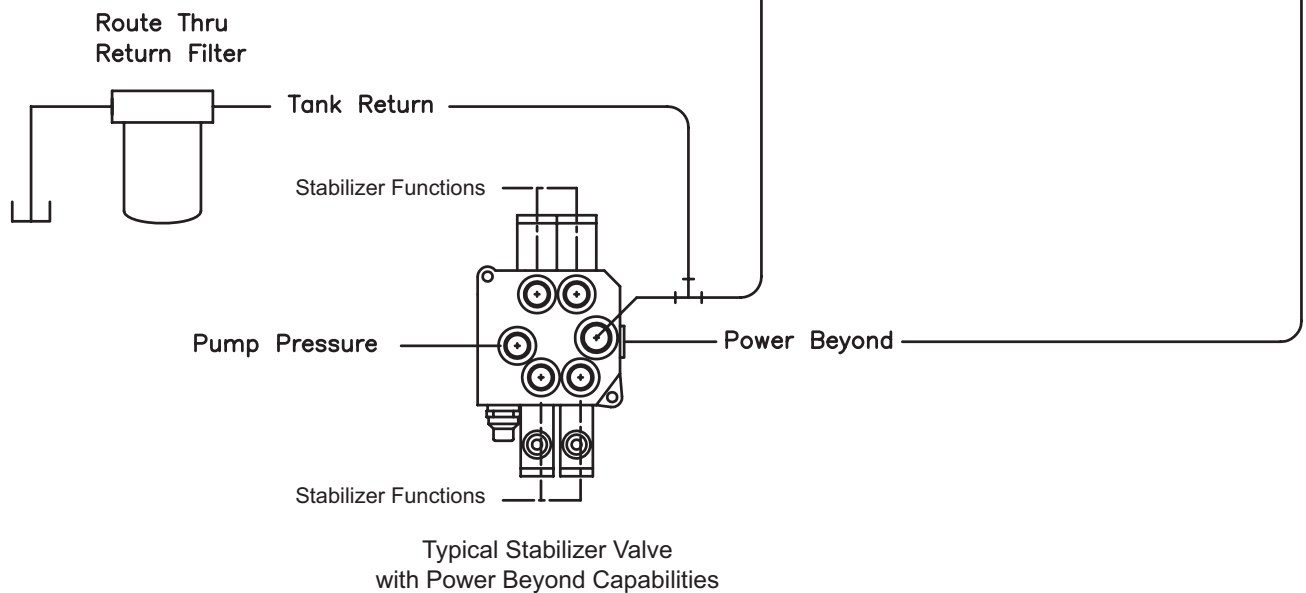 Route Thru
Return Filter
Tank Return
Stabilizer Functions
Pump Pressure
Power Beyond
Stabilizer Functions
Typical Stabilizer Valve
with Power Beyond Capabilities